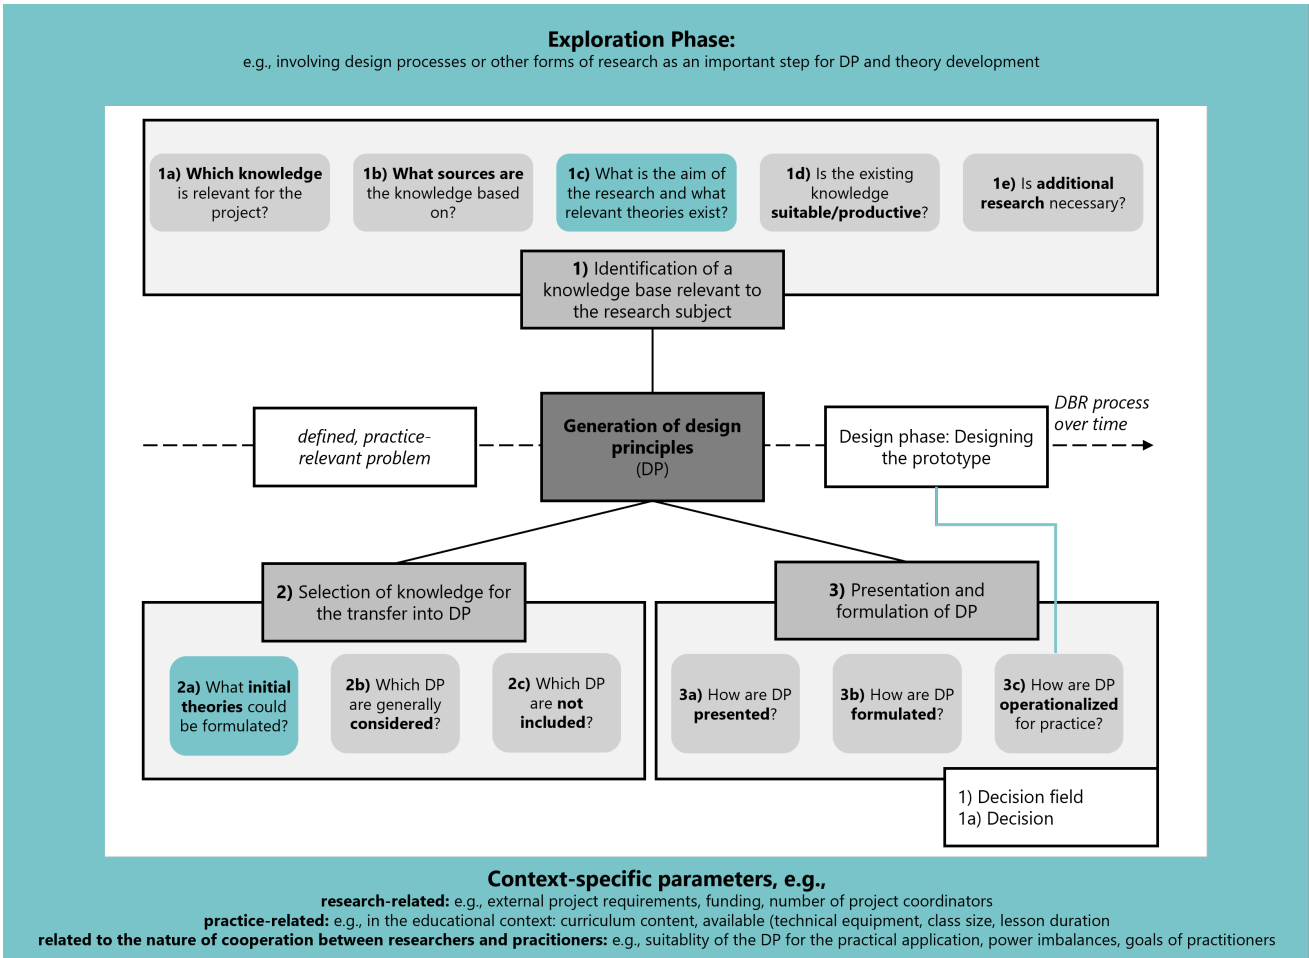 Exploration Phase:
e.g., involving design processes or other forms of research as an important step for DP and theory development
1a) Which knowledge
is relevant for the
project?
1b) What sources are
the knowledge based
on?
1c) What is the aim of
the research and what
relevant theories exist?
1d) Is the existing
knowledge
suitable/productive?
1e) Is additional
research necessary?
1) Identification of a
knowledge base relevant to
the research subject
defined, practice-
relevant problem
Generation of design
principles
(DP)
Design phase: Designing
the prototype
DBR process
over time
2) Selection of knowledge for
the transfer into DP
3) Presentation and
formulation of DP
2a) What initial
theories could
be formulated?
2b) Which DP
are generally
considered?
2c) Which DP
are not
included?
3a) How are DP
presented?
3b) How are DP
formulated?
3c) How are DP
operationalized
for practice?
1) Decision field
1a) Decision
Context-specific parameters, e.g.,
research-related: e.g., external project requirements, funding, number of project coordinators
practice-related: e.g., in the educational context: curriculum content, available (technical equipment, class size, lesson duration
related to the nature of cooperation between researchers and pracitioners: e.g., suitablity of the DP for the practical application, power imbalances, goals of practitioners